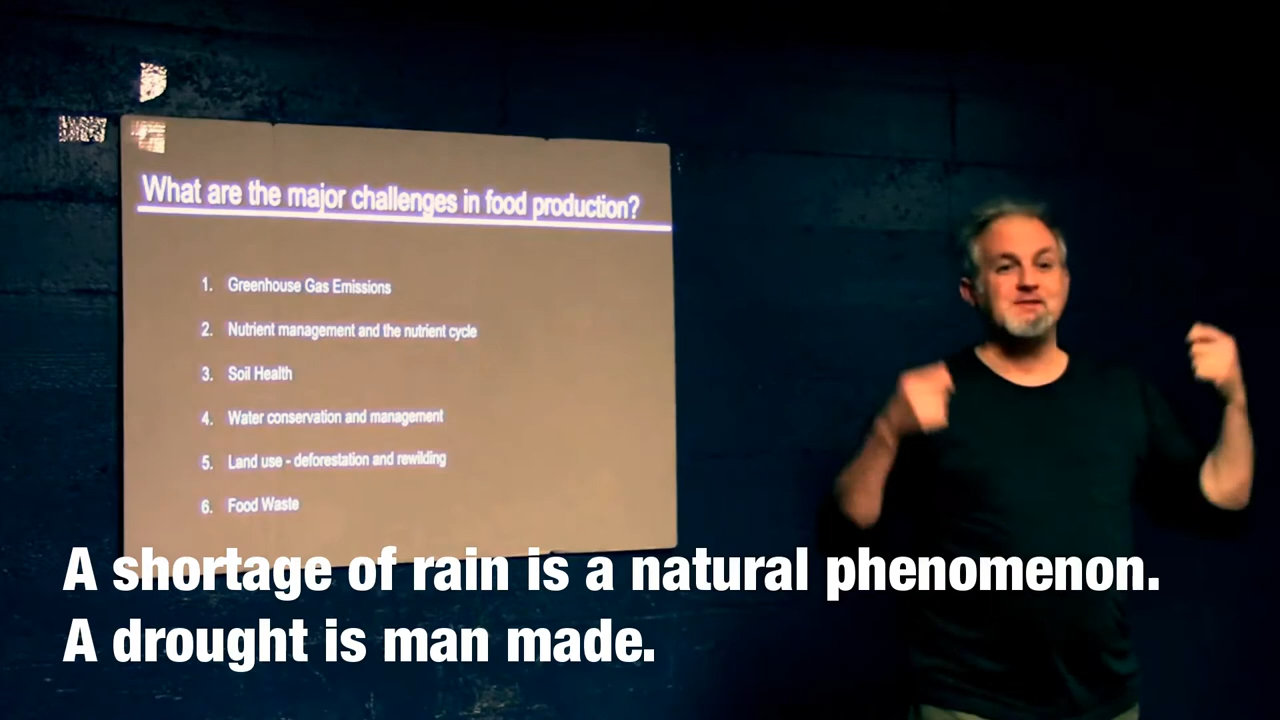 What are the major challenges in food production?
1. Greenhouse Gas Emissions
2. Nutrient management and the nutrient cycle
3. Soil Health
4. Water conservation and management
5. Land use - deforestation and rewilding
6. Food Waste
A shortage of rain is a natural phenomenon.
A drought is man made.